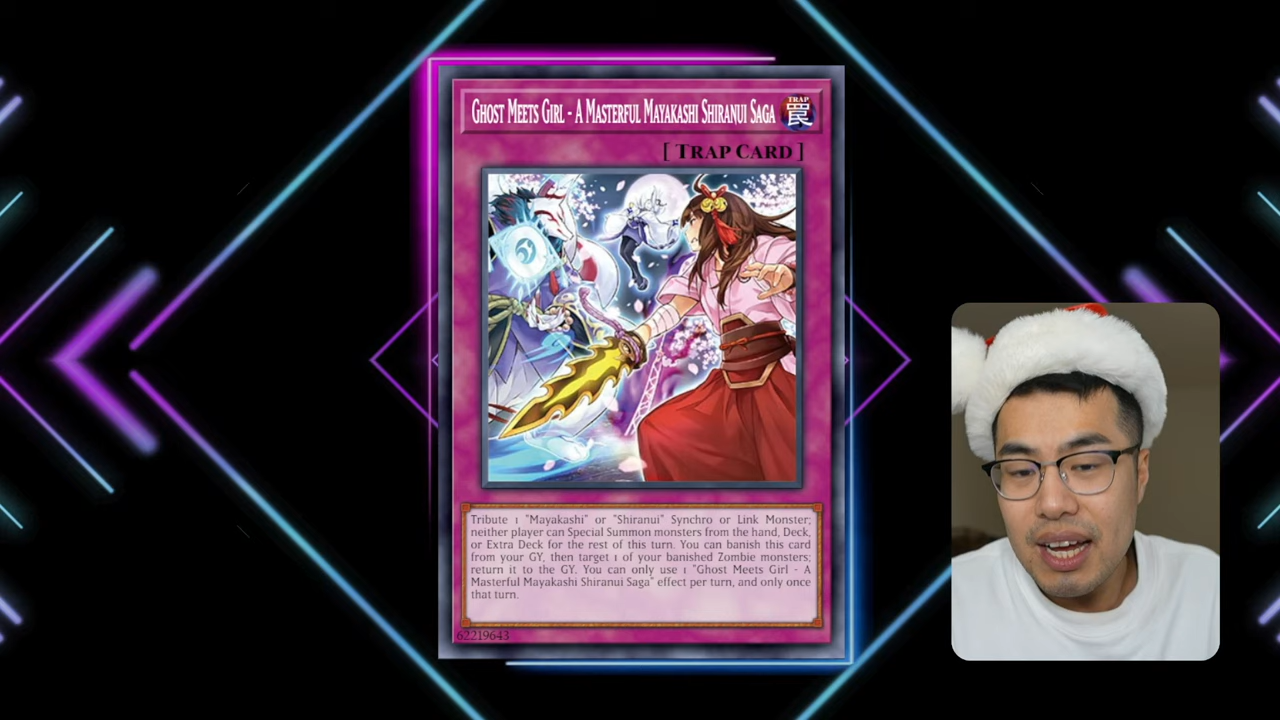 GHOST MEETS GIRL - A MASTERFUL MAYAKASHI SHIRANUI SAGA
TRAP
罠
[ TRAP CARD ]
Tribute 1 "Mayakashi" or "Shiranui" Synchro or Link Monster;
neither player can Special Summon monsters from the hand, Deck,
or Extra Deck for the rest of this turn. You can banish this card
from your GY, then target 1 of your banished Zombie monsters;
return it to the GY. You can only use 1 "Ghost Meets Girl - A
Masterful Mayakashi Shiranui Saga" effect per turn, and only once
that turn.
62219643